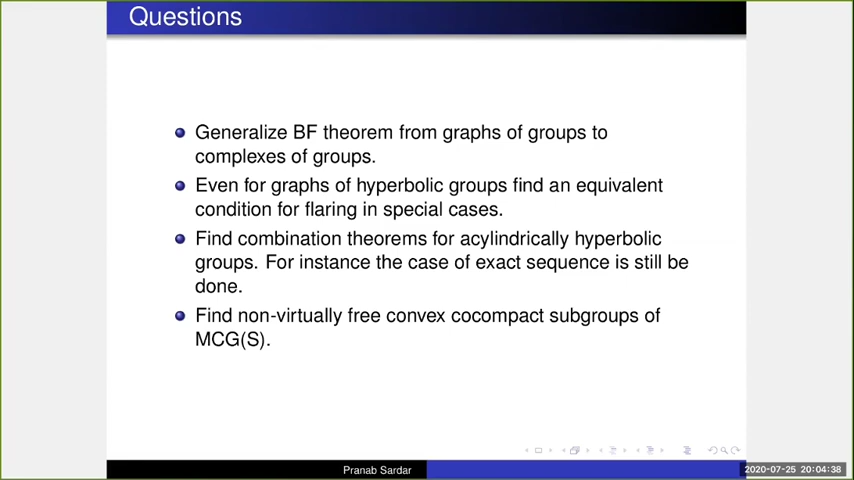 Questions
Generalize BF theorem from graphs of groups to
complexes of groups.
Even for graphs of hyperbolic groups find an equivalent
condition for flaring in special cases.
Find combination theorems for acylindrically hyperbolic
groups. For instance the case of exact sequence is still be
done.
Find non-virtually free convex cocompact subgroups of
MCG(S).
Pranab Sardar
2020-07-25 20:04:38